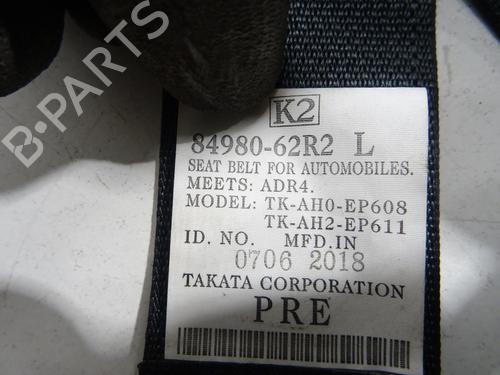 K2
84980-62R2 L
SEAT BELT FOR AUTOMOBILES.
MEETS: ADR4.
MODEL: TK-AH0-EP608
TK-AH2-EP611
ID. NO. MFD.IN
0706 2018
TAKATA CORPORATION
PRE
B-PARTS